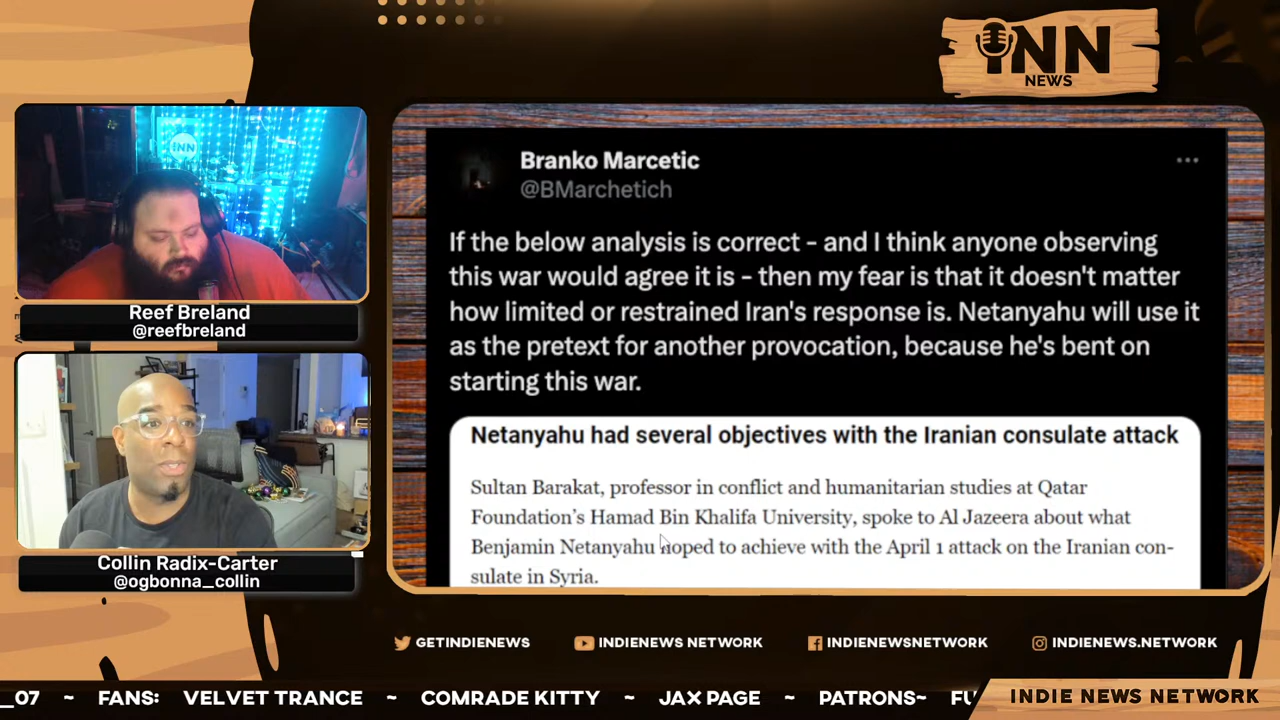 INN
NEWS
INN
Reef Breland
@reefbreland
Collin Radix-Carter
@ogbonna_collin
Branko Marcetic
@BMarchetich
If the below analysis is correct - and I think anyone observing
this war would agree it is - then my fear is that it doesn't matter
how limited or restrained Iran's response is. Netanyahu will use it
as the pretext for another provocation, because he's bent on
starting this war.
Netanyahu had several objectives with the Iranian consulate attack
Sultan Barakat, professor in conflict and humanitarian studies at Qatar
Foundation's Hamad Bin Khalifa University, spoke to Al Jazeera about what
Benjamin Netanyahu hoped to achieve with the April 1 attack on the Iranian con-
sulate in Syria.
GETINDIENEWS
INDIENEWS NETWORK
INDIENEWSNETWORK
INDIENEWS.NETWORK
_07 ~ FANS: VELVET TRANCE ~ COMRADE KITTY ~ JAX PAGE ~ PATRONS~ FU
INDIE NEWS NETWORK